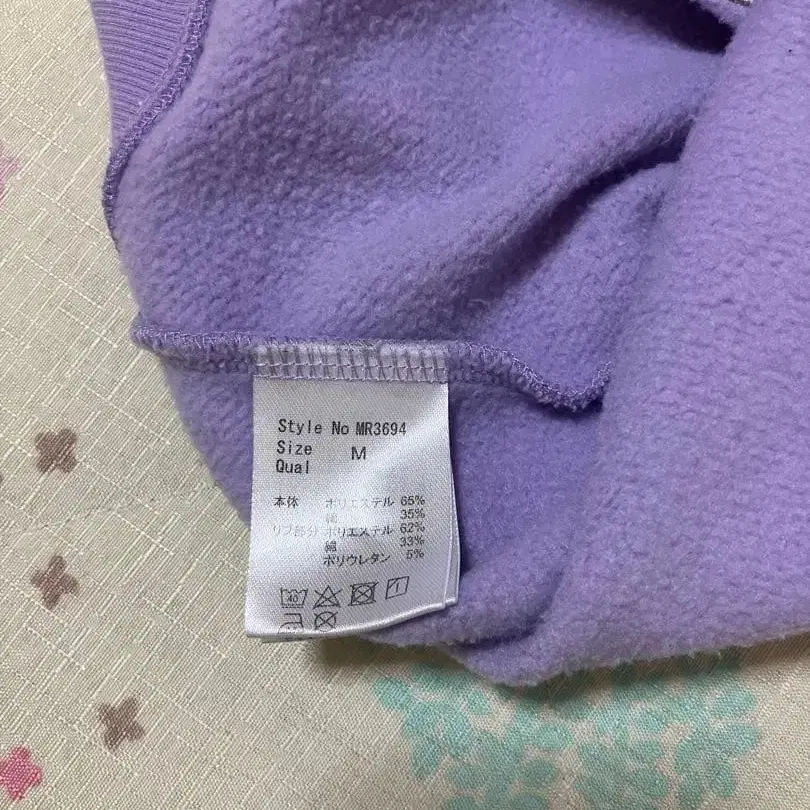 Style No MR3694
Size M
Qual
本体 ポリエステル 65%
綿 35%
リブ部分 ポリエステル 62%
綿 33%
ポリウレタン 5%
40